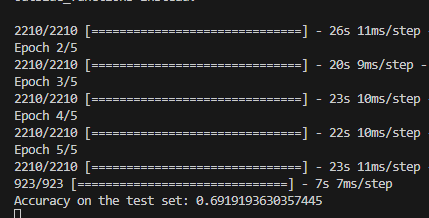 2210/2210 [==============================] - 26s 11ms/step
Epoch 2/5
2210/2210 [==============================] - 20s 9ms/step -
Epoch 3/5
2210/2210 [==============================] - 23s 10ms/step
Epoch 4/5
2210/2210 [==============================] - 22s 10ms/step
Epoch 5/5
2210/2210 [==============================] - 23s 11ms/step
923/923 [==============================] - 7s 7ms/step
Accuracy on the test set: 0.6919193630357445